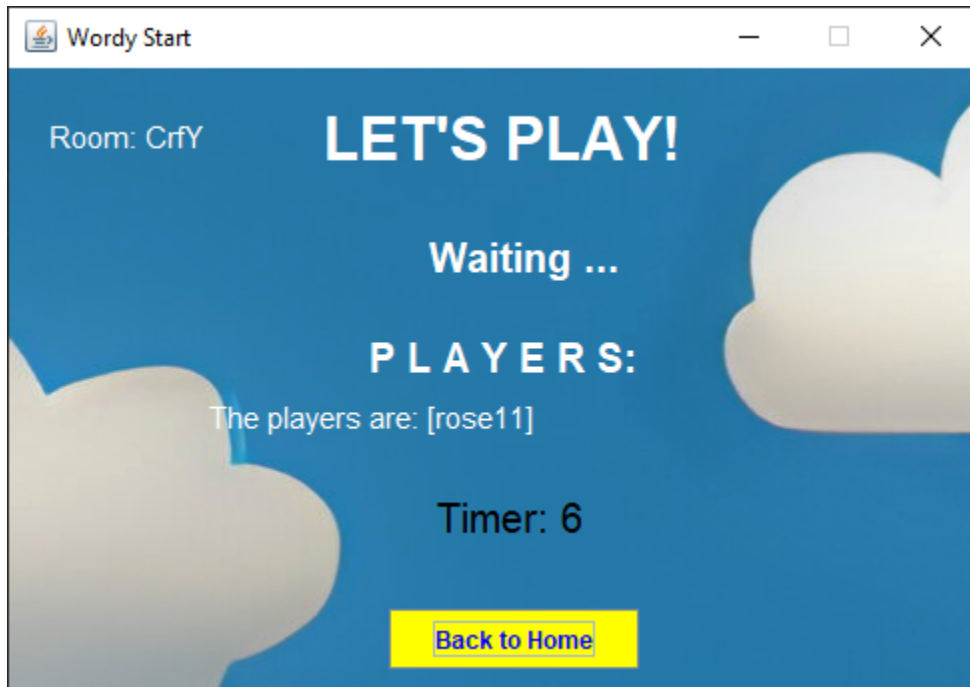 Wordy Start
Room: CrfY
LET'S PLAY!
Waiting ...
P L A Y E R S:
The players are: [rose11]
Timer: 6
Back to Home